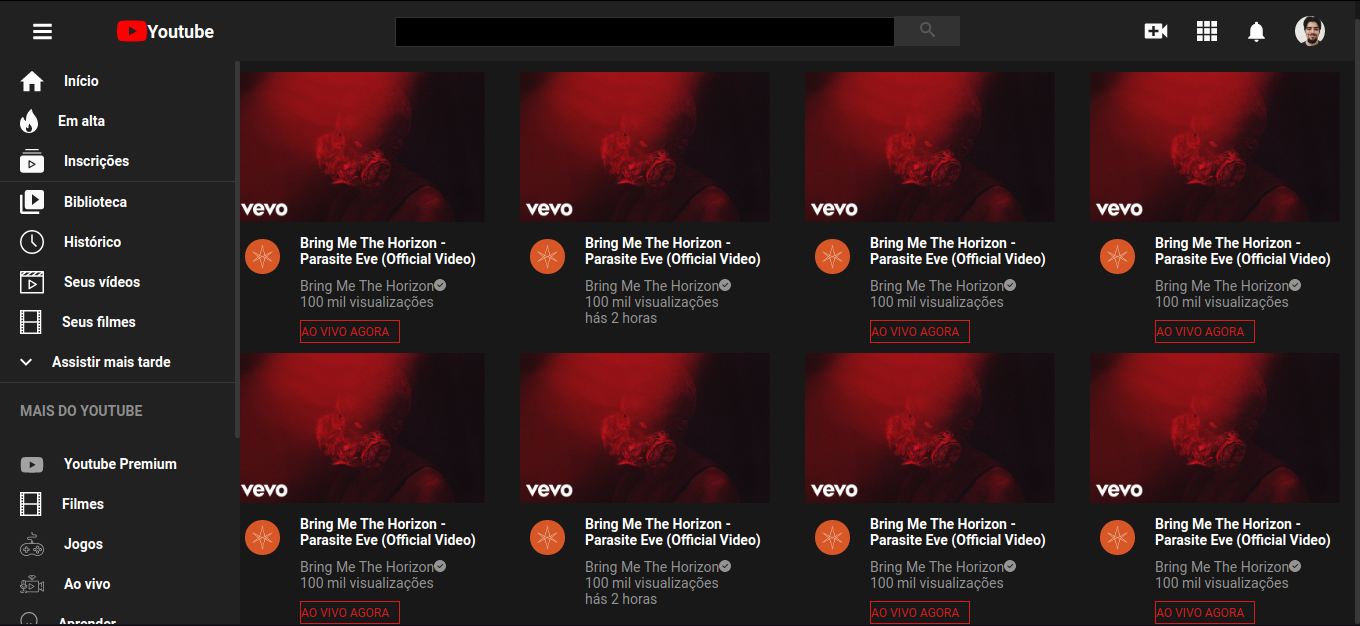 Youtube
Início
Em alta
Inscrições
Biblioteca
Histórico
Seus vídeos
Seus filmes
Assistir mais tarde
MAIS DO YOUTUBE
Youtube Premium
Filmes
Jogos
Ao vivo
Aprender
vevo
Bring Me The Horizon -
Parasite Eve (Official Video)
Bring Me The Horizon
100 mil visualizações
AO VIVO AGORA
vevo
Bring Me The Horizon -
Parasite Eve (Official Video)
Bring Me The Horizon
100 mil visualizações
hás 2 horas
vevo
Bring Me The Horizon -
Parasite Eve (Official Video)
Bring Me The Horizon
100 mil visualizações
AO VIVO AGORA
vevo
Bring Me The Horizon -
Parasite Eve (Official Video)
Bring Me The Horizon
100 mil visualizações
AO VIVO AGORA
vevo
Bring Me The Horizon -
Parasite Eve (Official Video)
Bring Me The Horizon
100 mil visualizações
AO VIVO AGORA
vevo
Bring Me The Horizon -
Parasite Eve (Official Video)
Bring Me The Horizon
100 mil visualizações
hás 2 horas
vevo
Bring Me The Horizon -
Parasite Eve (Official Video)
Bring Me The Horizon
100 mil visualizações
AO VIVO AGORA
vevo
Bring Me The Horizon -
Parasite Eve (Official Video)
Bring Me The Horizon
100 mil visualizações
AO VIVO AGORA